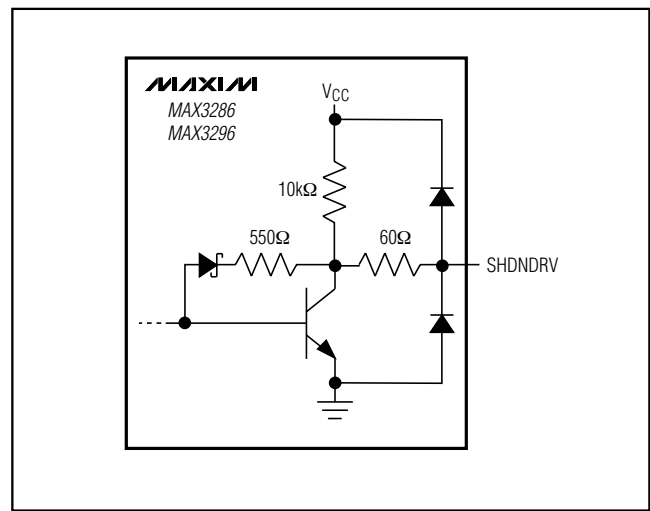 MAXIM
MAX3286
MAX3296
VCC
10kΩ
550Ω
60Ω
SHDNDRV